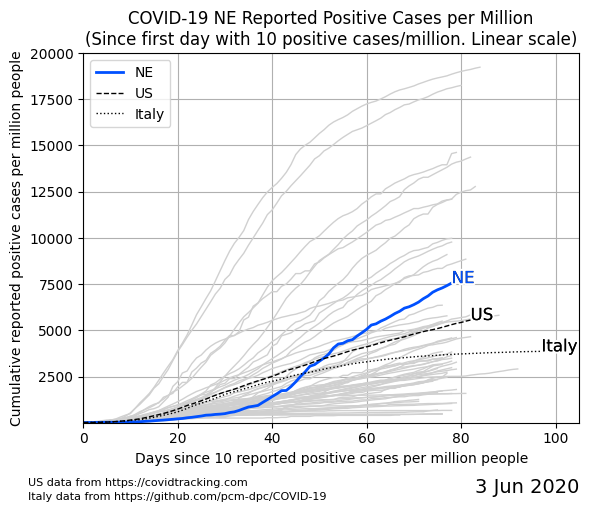 COVID-19 NE Reported Positive Cases per Million
(Since first day with 10 positive cases/million. Linear scale)
Cumulative reported positive cases per million people
20000
17500
15000
12500
10000
7500
5000
2500
NE
US
Italy
NE
US
Italy
0
20
40
60
80
100
Days since 10 reported positive cases per million people
US data from https://covidtracking.com
Italy data from https://github.com/pcm-dpc/COVID-19
3 Jun 2020